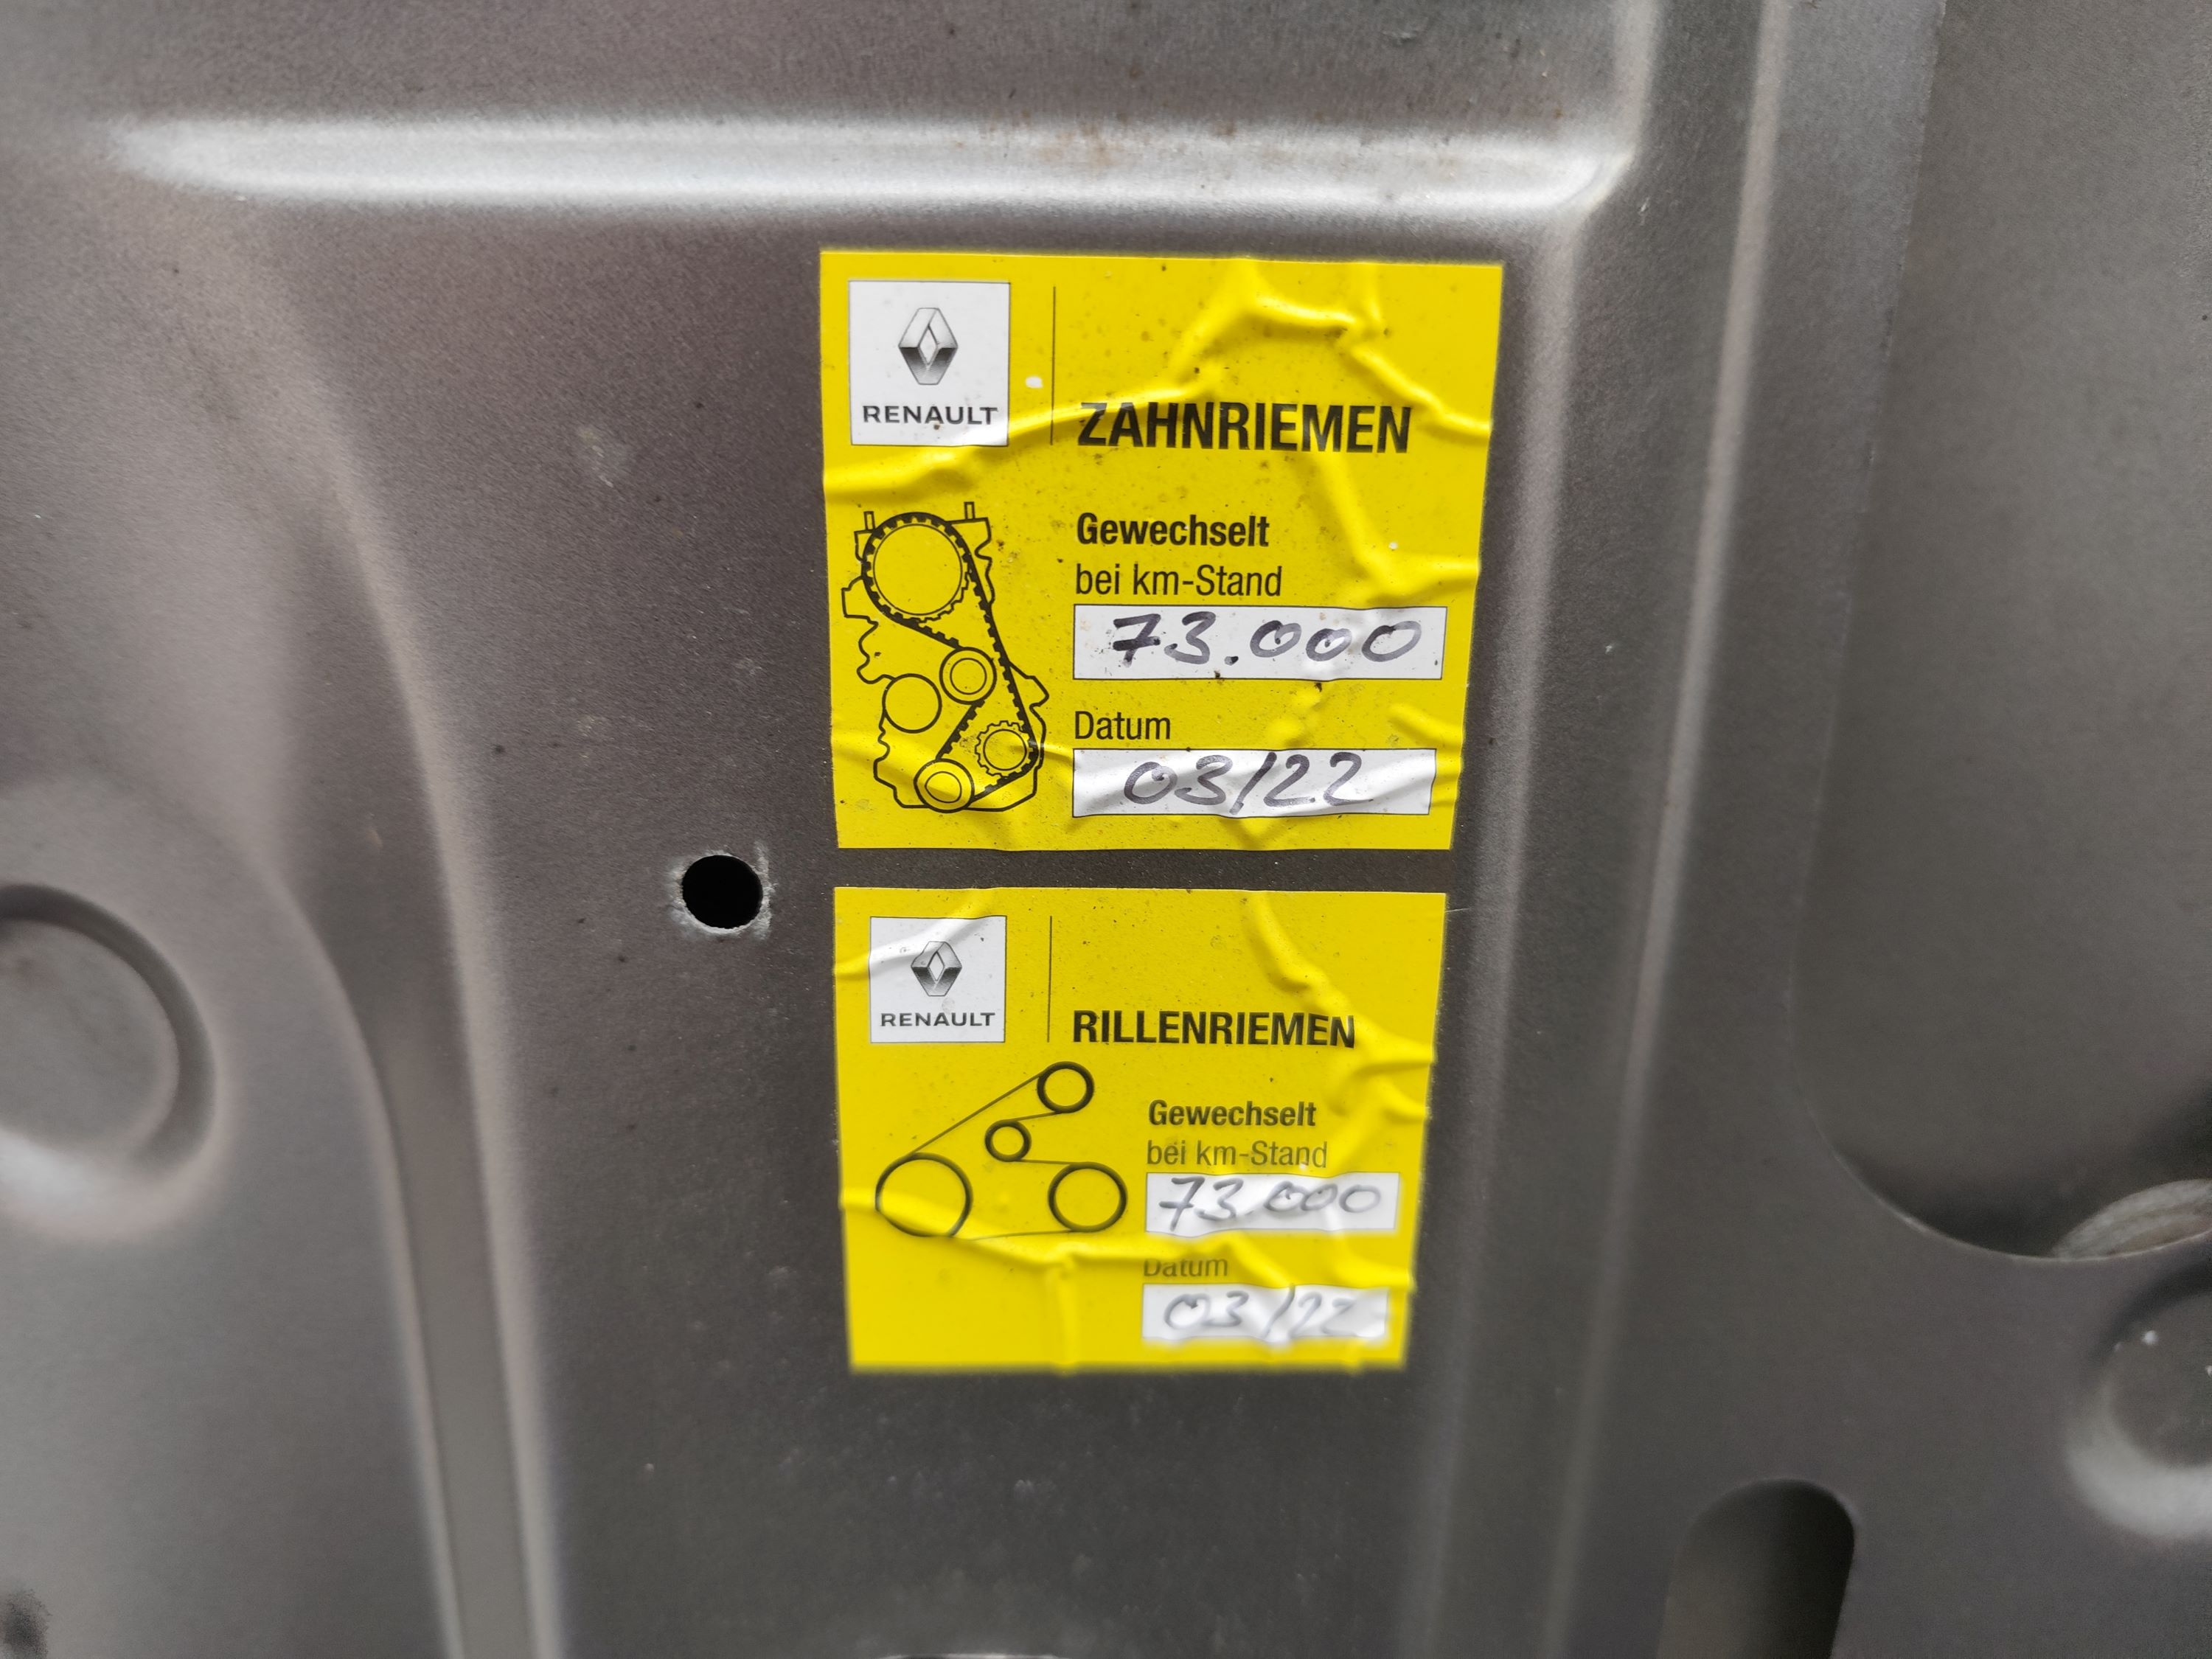 RENAULT
ZAHNRIEMEN
Gewechselt
bei km-Stand
73.000
Datum
03/22
RENAULT
RILLENRIEMEN
Gewechselt
bei km-Stand
73.000
Datum
03/22